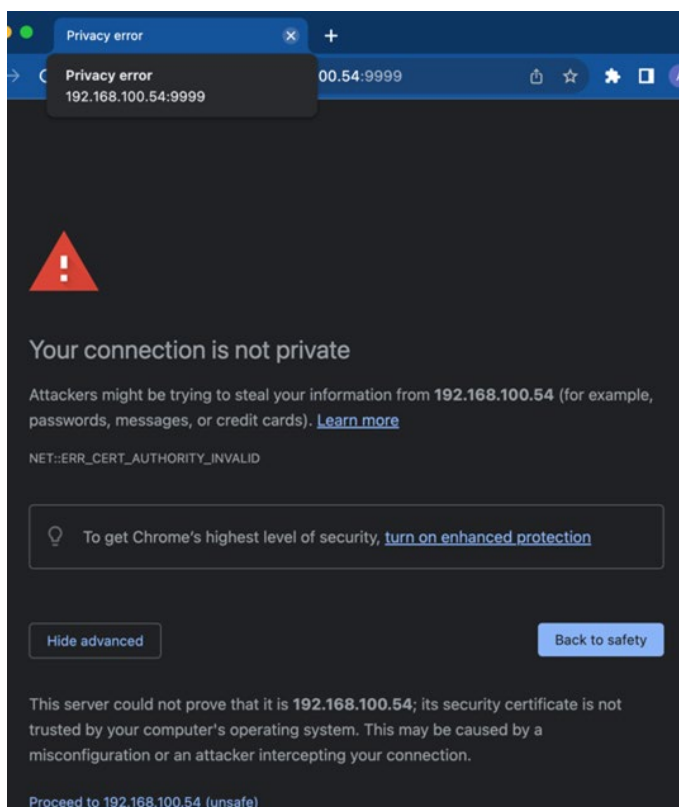 Privacy error
Privacy error
192.168.100.54:9999
00.54:9999
Your connection is not private
Attackers might be trying to steal your information from 192.168.100.54 (for example,
passwords, messages, or credit cards). Learn more
NET::ERR_CERT_AUTHORITY_INVALID
To get Chrome's highest level of security, turn on enhanced protection
Hide advanced
Back to safety
This server could not prove that it is 192.168.100.54; its security certificate is not
trusted by your computer's operating system. This may be caused by a
misconfiguration or an attacker intercepting your connection.
Proceed to 192.168.100.54 (unsafe)